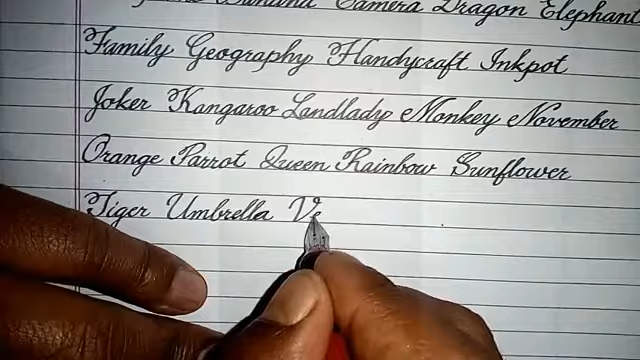 Banana Camera Dragon Elephant
Family Geography Handycraft Inkpot
Joker Kangaroo Landlady Monkey November
Orange Parrot Queen Rainbow Sunflower
Tiger Umbrella Ve